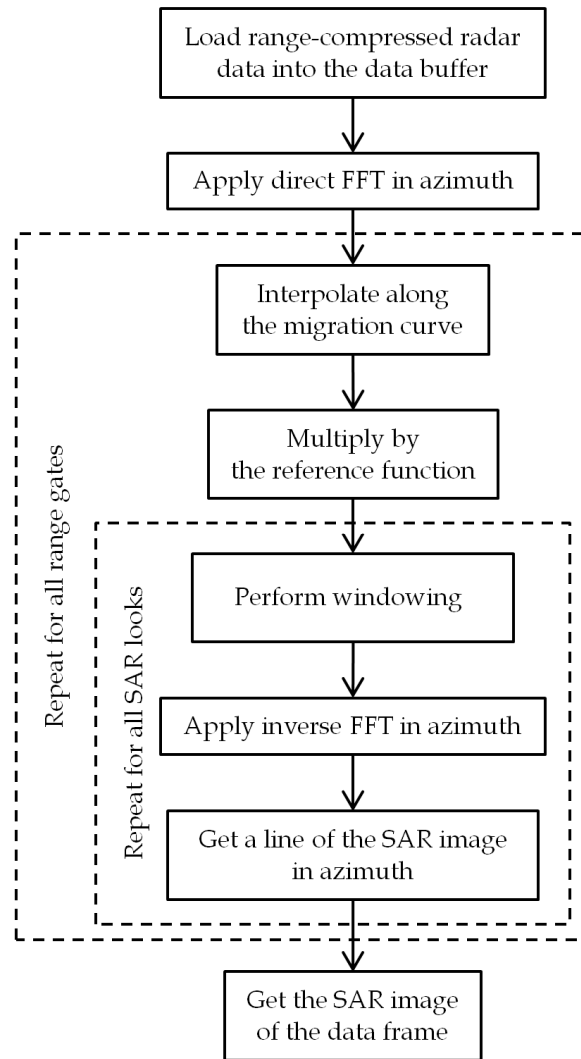 Load range-compressed radar
data into the data buffer
Apply direct FFT in azimuth
Repeat for all range gates
Interpolate along
the migration curve
Multiply by
the reference function
Repeat for all SAR looks
Perform windowing
Apply inverse FFT in azimuth
Get a line of the SAR image
in azimuth
Get the SAR image
of the data frame